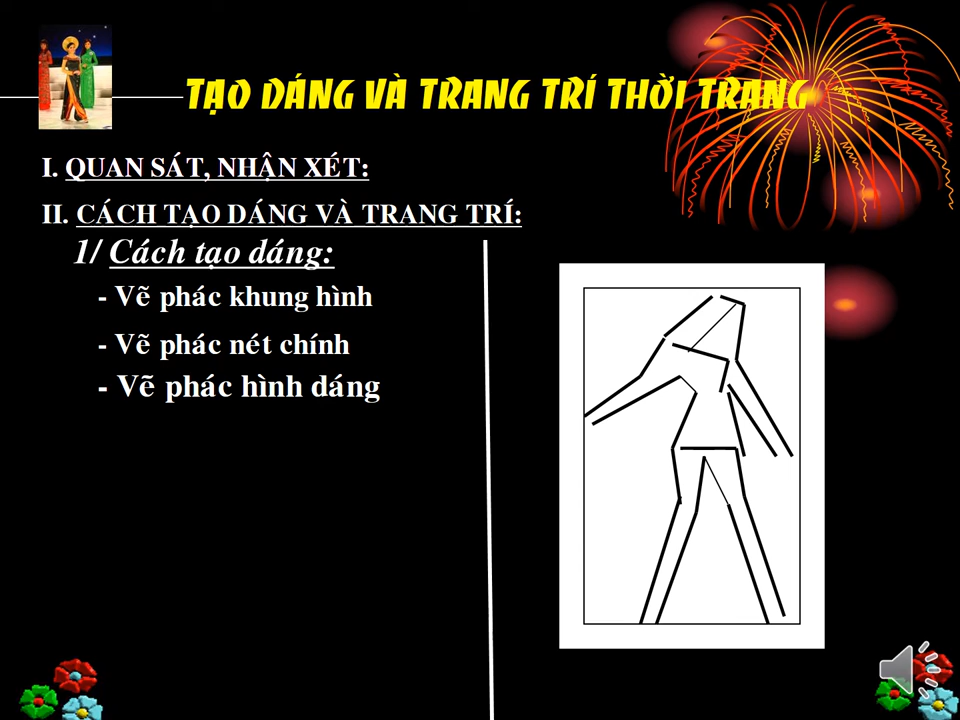 TẠO DÁNG VÀ TRANG TRÍ THỜI TRANG
I. QUAN SÁT, NHẬN XÉT:
II. CÁCH TẠO DÁNG VÀ TRANG TRÍ:
1/ Cách tạo dáng:
- Vẽ phác khung hình
- Vẽ phác nét chính
- Vẽ phác hình dáng